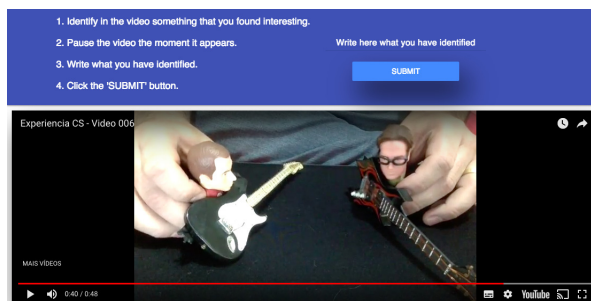 1. Identify in the video something that you found interesting.
2. Pause the video the moment it appears.
3. Write what you have identified.
4. Click the 'SUBMIT' button.
Write here what you have identified
SUBMIT
Experiencia CS - Video 006
MAIS VÍDEOS
0:40 / 0:48
YouTube